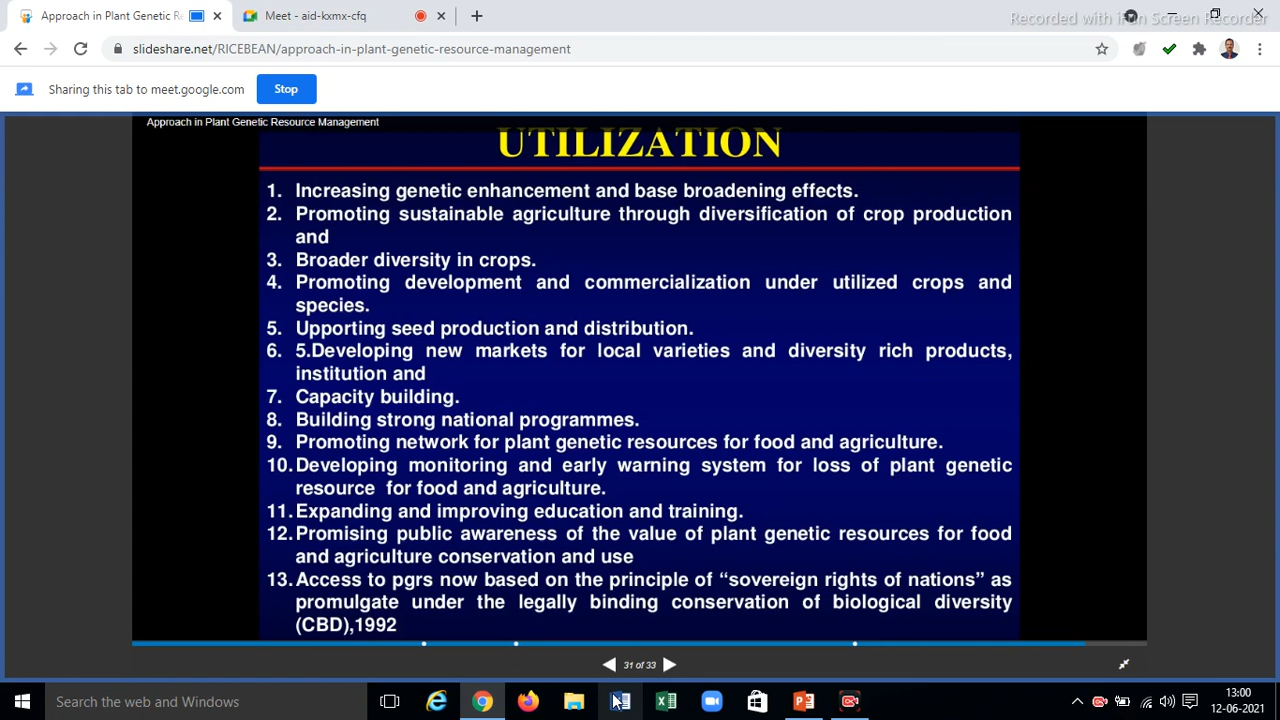 Approach in Plant Genetic Re
Meet - aid-kxmx-cfq
Recorded with iFun Screen Recorder
slideshare.net/RICEBEAN/approach-in-plant-genetic-resource-management
Sharing this tab to meet.google.com
Stop
Approach in Plant Genetic Resource Management
UTILIZATION
1. Increasing genetic enhancement and base broadening effects.
2. Promoting sustainable agriculture through diversification of crop production
and
3. Broader diversity in crops.
4. Promoting development and commercialization under utilized crops and
species.
5. Upporting seed production and distribution.
6. 5.Developing new markets for local varieties and diversity rich products,
institution and
7. Capacity building.
8. Building strong national programmes.
9. Promoting network for plant genetic resources for food and agriculture.
10. Developing monitoring and early warning system for loss of plant genetic
resource for food and agriculture.
11. Expanding and improving education and training.
12. Promising public awareness of the value of plant genetic resources for food
and agriculture conservation and use
13. Access to pgrs now based on the principle of “sovereign rights of nations” as
promulgate under the legally binding conservation of biological diversity
(CBD),1992
31 of 33
Search the web and Windows
13:00
12-06-2021